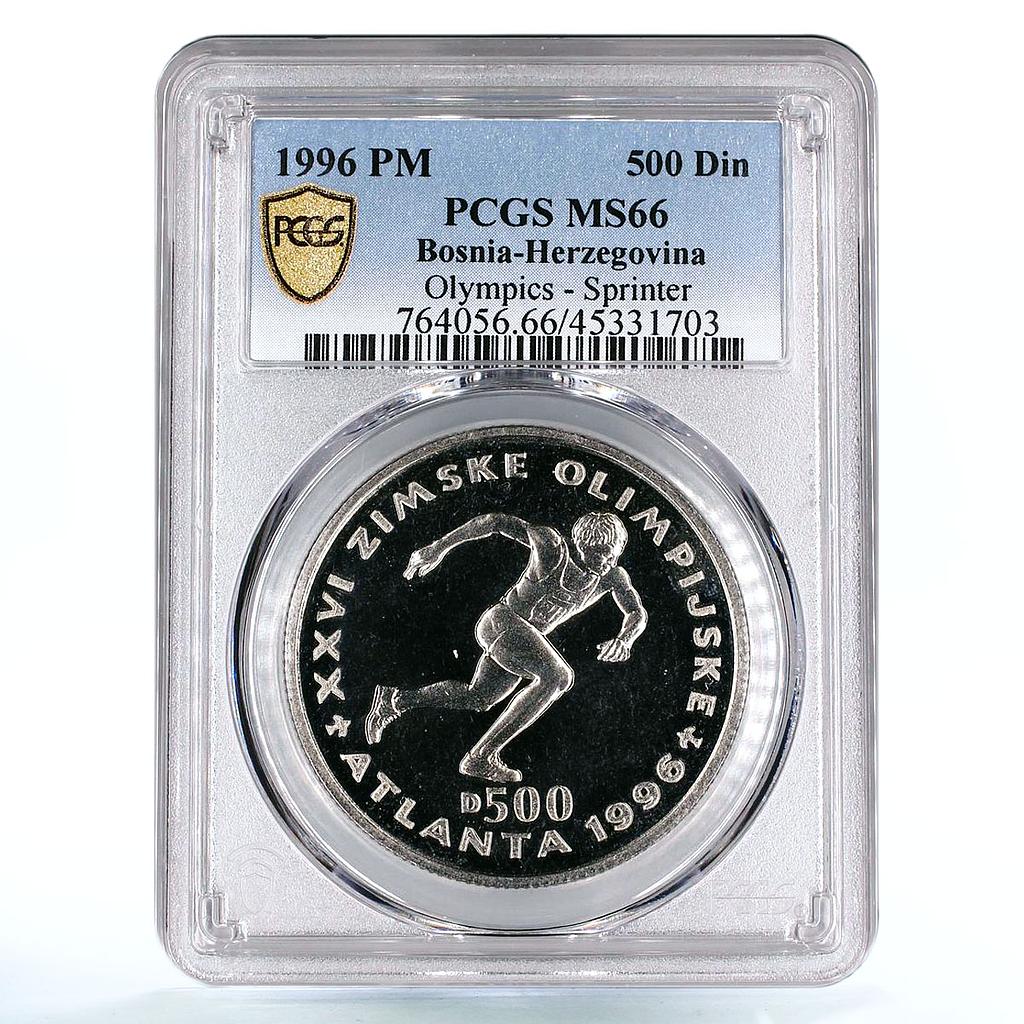 1996 PM 500 Din
PCGS
PCGS MS66
Bosnia-Herzegovina
Olympics - Sprinter
764056.66/45331703
XXVI ZIMSKE OLIMPIJSKE
D500
ATLANTA 1996
PCGS